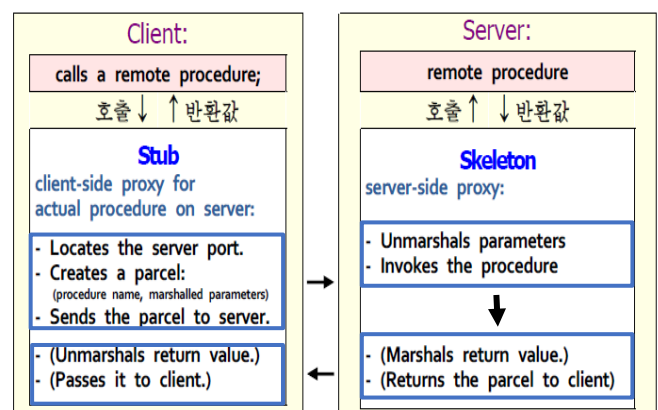 Client:
calls a remote procedure;
호출↓ ↑반환값
Stub
client-side proxy for
actual procedure on server:
- Locates the server port.
- Creates a parcel:
(procedure name, marshalled parameters)
- Sends the parcel to server.
- (Unmarshals return value.)
- (Passes it to client.)
Server:
remote procedure
호출↑ ↓반환값
Skeleton
server-side proxy:
- Unmarshals parameters
- Invokes the procedure
- (Marshals return value.)
- (Returns the parcel to client)